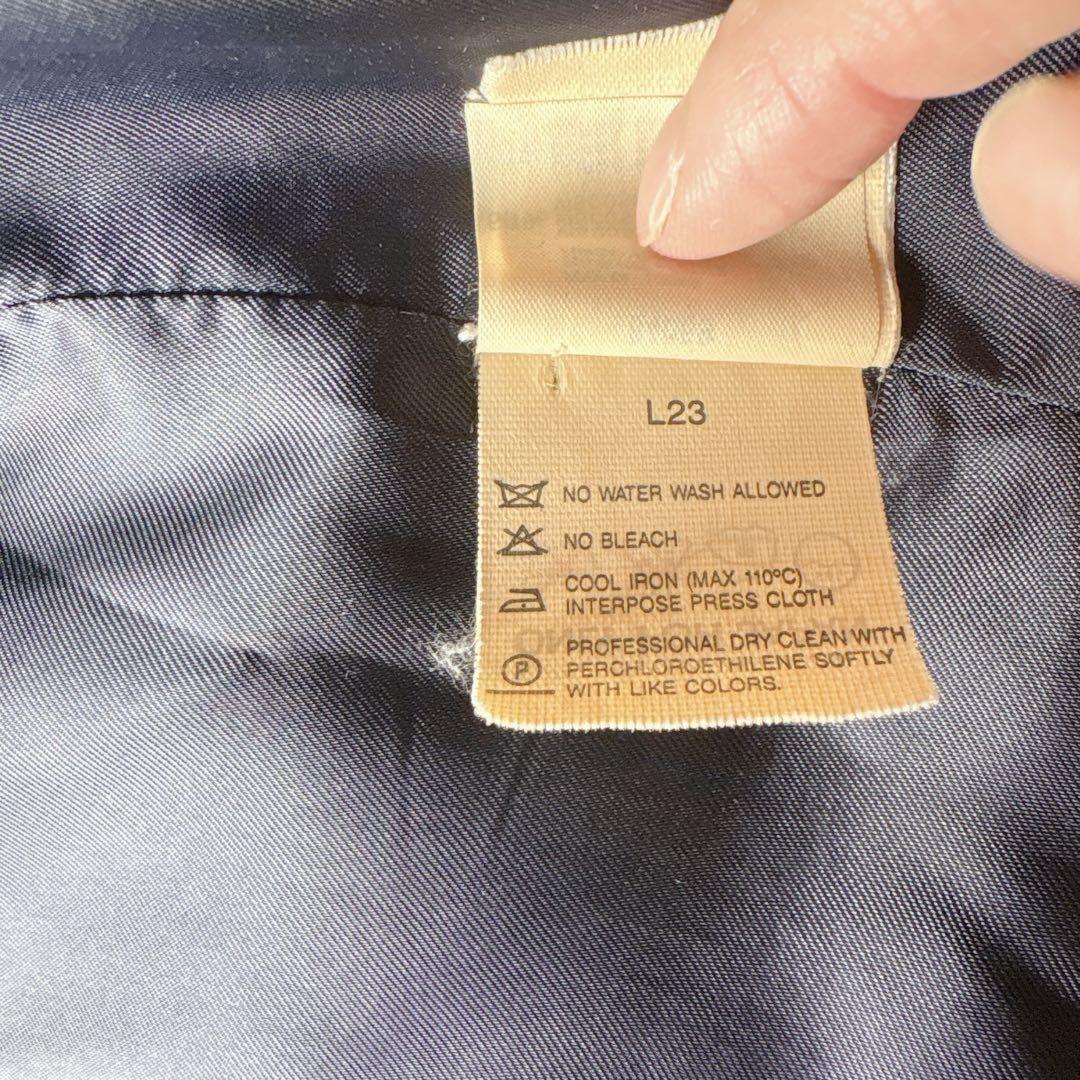 L23
NO WATER WASH ALLOWED
NO BLEACH
COOL IRON (MAX 110ºC)
INTERPOSE PRESS CLOTH
PROFESSIONAL DRY CLEAN WITH
PERCHLOROETHILENE SOFTLY
WITH LIKE COLORS.
P